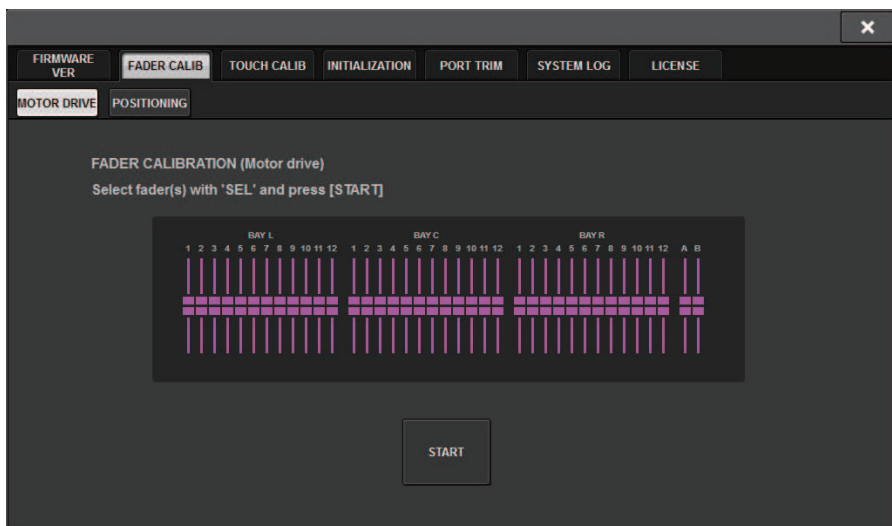 FIRMWARE VER FADER CALIB TOUCH CALIB INITIALIZATION PORT TRIM SYSTEM LOG LICENSE
MOTOR DRIVE POSITIONING
FADER CALIBRATION (Motor drive)
Select fader(s) with 'SEL' and press [START]
BAY L BAY C BAY R
1 2 3 4 5 6 7 8 9 10 11 12 1 2 3 4 5 6 7 8 9 10 11 12 1 2 3 4 5 6 7 8 9 10 11 12 A B
START